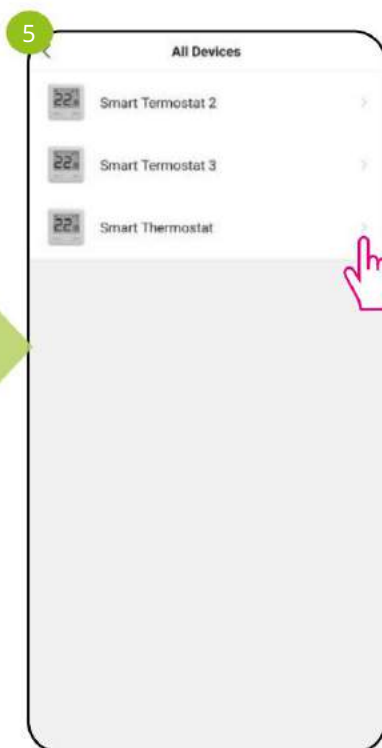 5
All Devices
22.
Smart Termostat 2
22.
Smart Termostat 3
22.
Smart Thermostat